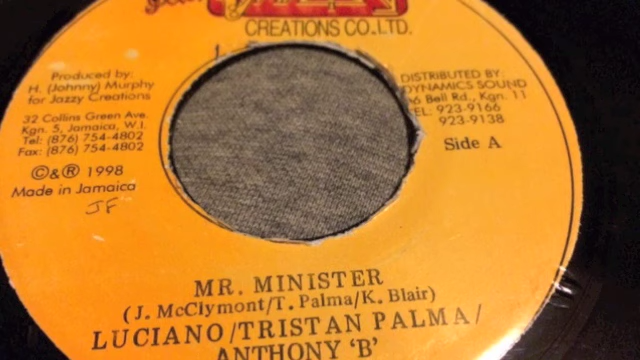 CREATIONS CO.LTD.
Produced by:
H. (Johnny) Murphy
for Jazzy Creations
32 Collins Green Ave.
Kgn. 5, Jamaica, W.I.
Tel: (876) 754-4802
Fax: (876) 754-4802
©&℗ 1998
Made in Jamaica
JF
DISTRIBUTED BY
DYNAMICS SOUND
Bell Rd., Kgn. 11
TEL: 923-9166
923-9138
Side A
MR. MINISTER
(J. McClymont/T. Palma/K. Blair)
LUCIANO/TRISTAN PALMA/
ANTHONY 'B'